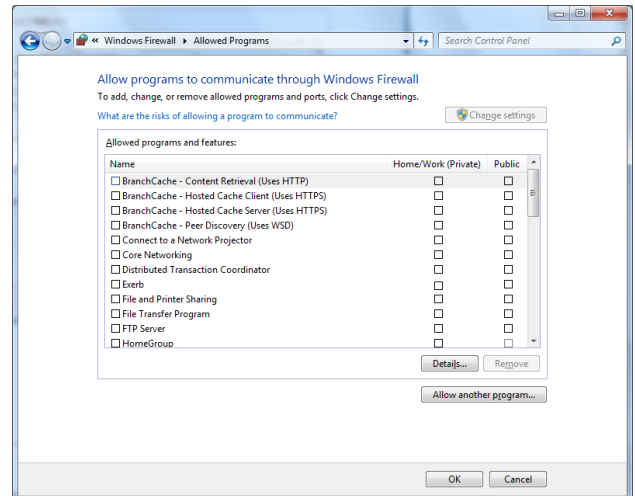 « Windows Firewall ▸ Allowed Programs
Search Control Panel
Allow programs to communicate through Windows Firewall
To add, change, or remove allowed programs and ports, click Change settings.
What are the risks of allowing a program to communicate?
Change settings
Allowed programs and features:
Name Home/Work (Private) Public
BranchCache - Content Retrieval (Uses HTTP)
BranchCache - Hosted Cache Client (Uses HTTPS)
BranchCache - Hosted Cache Server (Uses HTTPS)
BranchCache - Peer Discovery (Uses WSD)
Connect to a Network Projector
Core Networking
Distributed Transaction Coordinator
Exerb
File and Printer Sharing
File Transfer Program
FTP Server
HomeGroup
Details... Remove
Allow another program...
OK Cancel